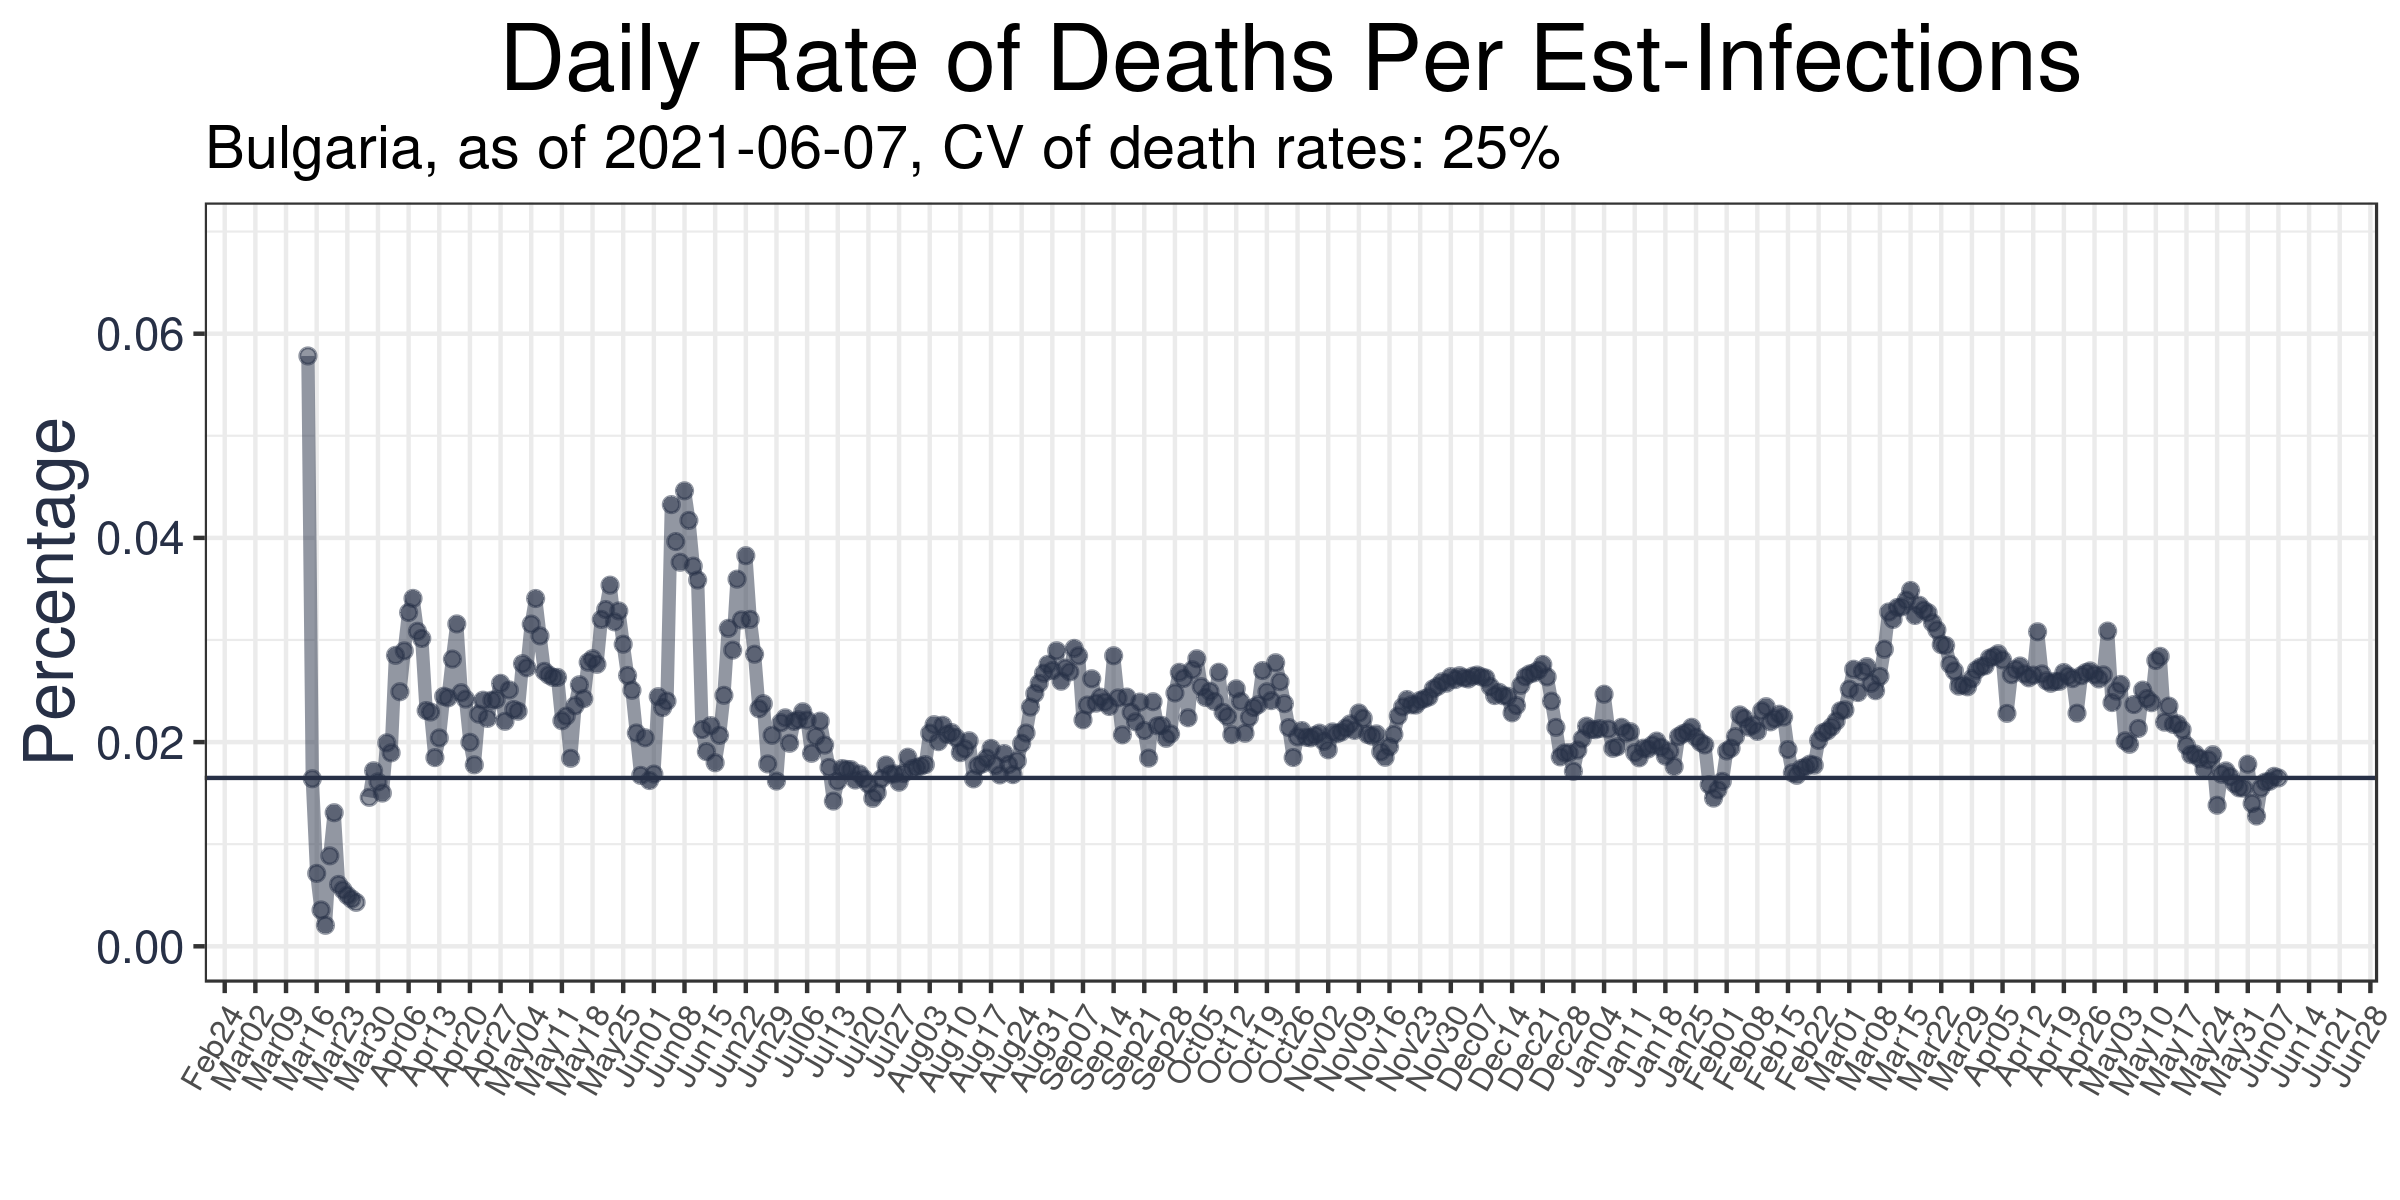 Daily Rate of Deaths Per Est-Infections
Bulgaria, as of 2021-06-07, CV of death rates: 25%
Percentage
0.06
0.04
0.02
0.00
Feb24
Mar02
Mar09
Mar16
Mar23
Mar30
Apr06
Apr13
Apr20
Apr27
May04
May11
May18
May25
Jun01
Jun08
Jun15
Jun22
Jun29
Jul06
Jul13
Jul20
Jul27
Aug03
Aug10
Aug17
Aug24
Aug31
Sep07
Sep14
Sep21
Sep28
Oct05
Oct12
Oct19
Oct26
Nov02
Nov09
Nov16
Nov23
Nov30
Dec07
Dec14
Dec21
Dec28
Jan04
Jan11
Jan18
Jan25
Feb01
Feb08
Feb15
Feb22
Mar01
Mar08
Mar15
Mar22
Mar29
Apr05
Apr12
Apr19
Apr26
May03
May10
May17
May24
May31
Jun07
Jun14
Jun21
Jun28